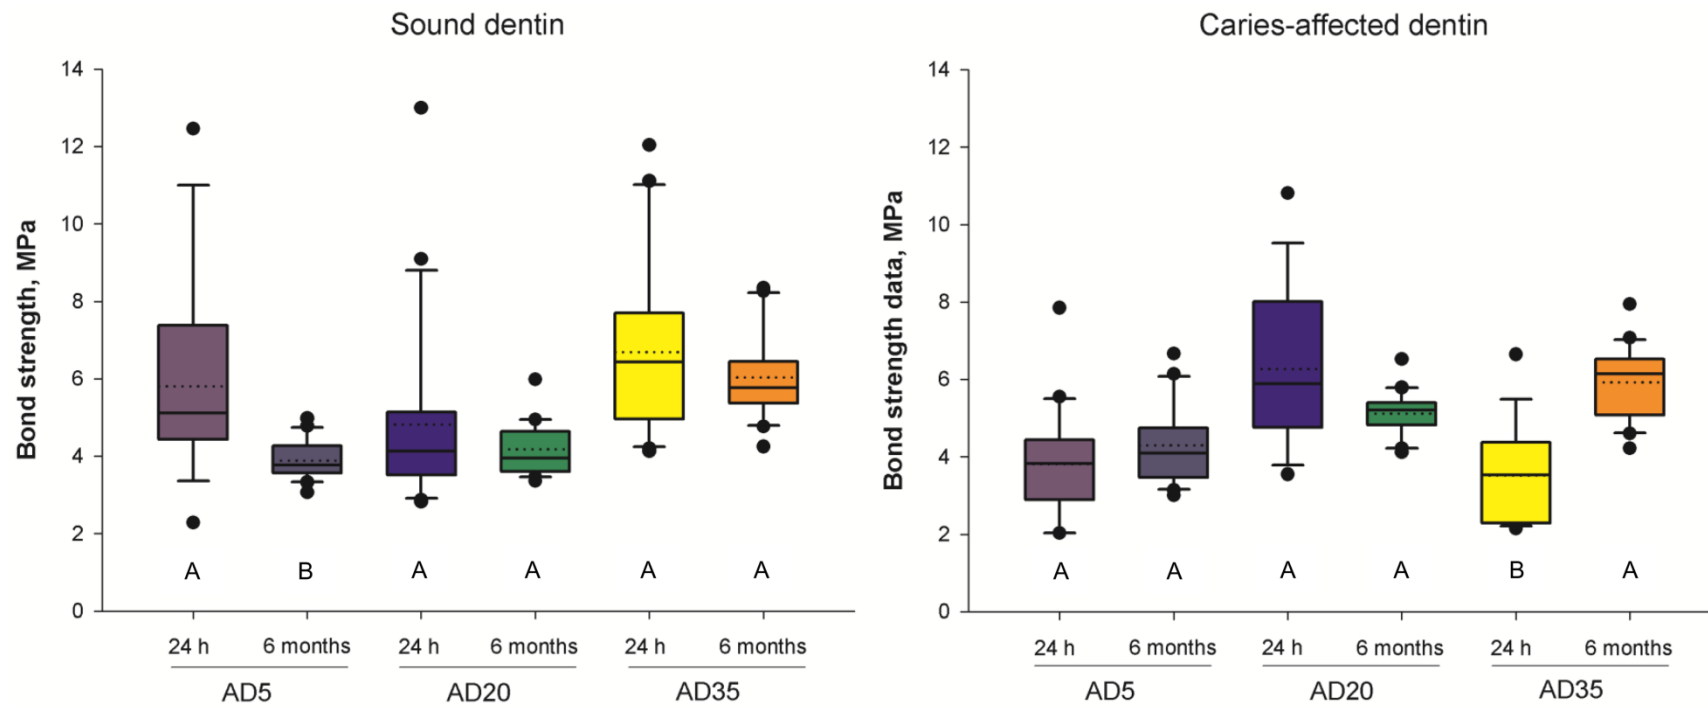 Sound dentin
Bond strength, MPa
14
12
10
8
6
4
2
0
A B A A A A
24 h 6 months 24 h 6 months 24 h 6 months
AD5 AD20 AD35
Caries-affected dentin
Bond strength data, MPa
14
12
10
8
6
4
2
0
A A A A B A
24 h 6 months 24 h 6 months 24 h 6 months
AD5 AD20 AD35